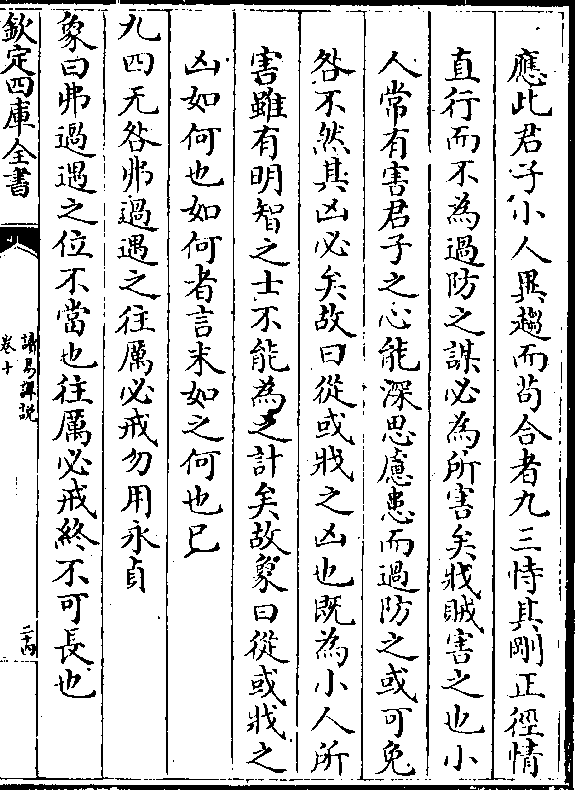 應此君子小人異趨而茍合者九三恃其剛正徑情
直行而不為過防之謀必為所害矣戕賊害之也小
人常有害君子之心能深思慮患而過防之或可免
咎不然其凶必矣故曰從或戕之凶也既為小人所
害雖有明智之士不能為之計矣故象曰從或戕之
凶如何也如何者言末如之何也已
九四无咎弗過遇之往厲必戒勿用永貞
象曰弗過遇之位不當也往厲必戒終不可長也
欽定四庫全書
讀易詳說
卷十
二十四